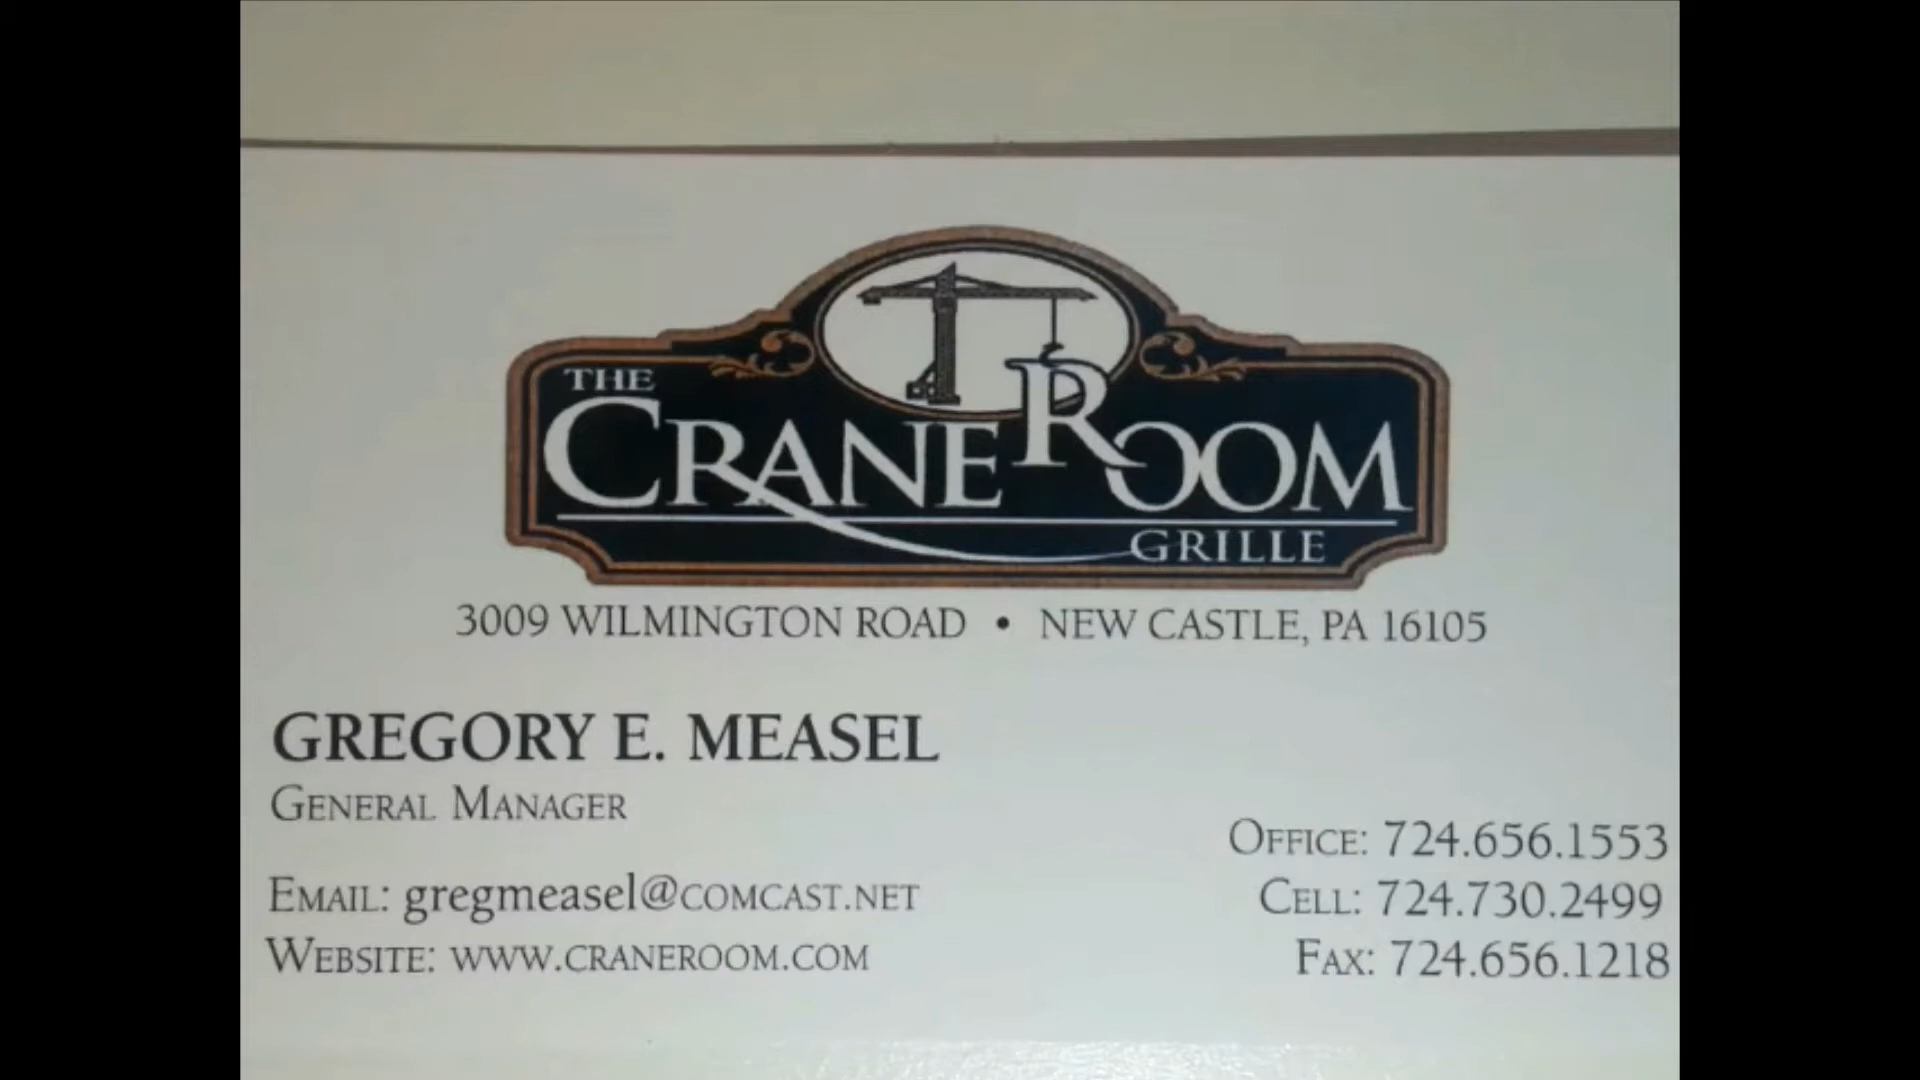 THE
CRANE ROOM
GRILLE
3009 WILMINGTON ROAD • NEW CASTLE, PA 16105
GREGORY E. MEASEL
GENERAL MANAGER
EMAIL: gregmeasel@COMCAST.NET
WEBSITE: WWW.CRANEROOM.COM
OFFICE: 724.656.1553
CELL: 724.730.2499
FAX: 724.656.1218